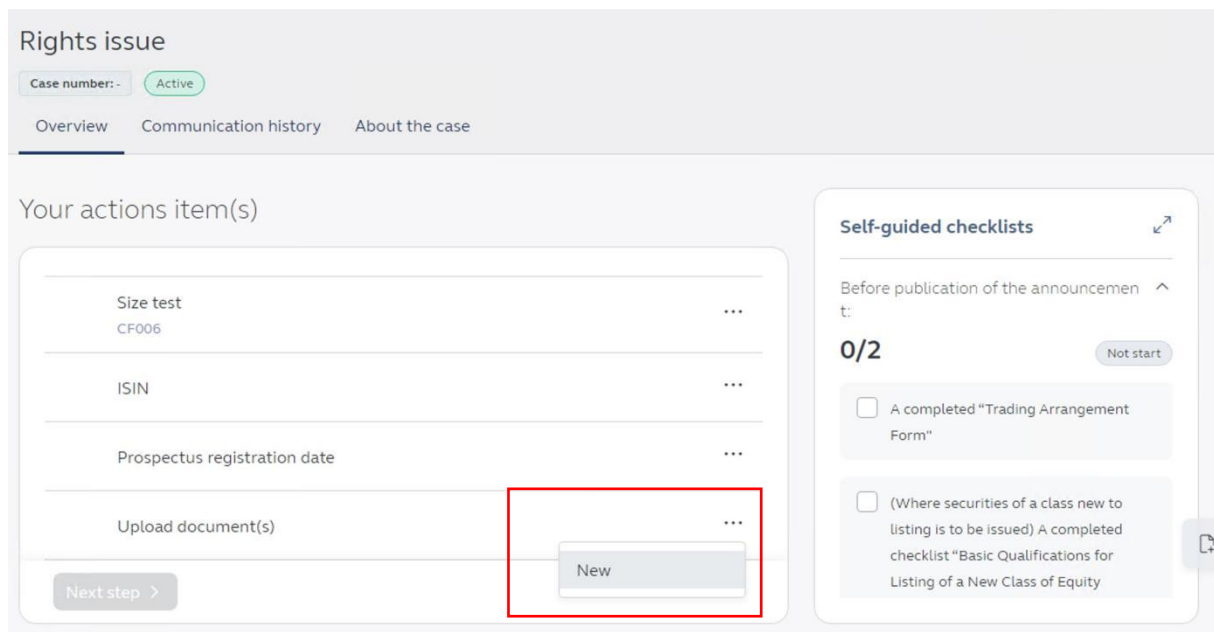 Rights issue
Case number: -
Active
Overview
Communication history
About the case
Your actions item(s)
Size test
...
CF006
ISIN
...
Prospectus registration date
...
Upload document(s)
...
New
Next step >
Self-guided checklists
Before publication of the announcemen
t:
0/2
Not start
A completed “Trading Arrangement
Form"
(Where securities of a class new to
listing is to be issued) A completed
checklist “Basic Qualifications for
Listing of a New Class of Equity